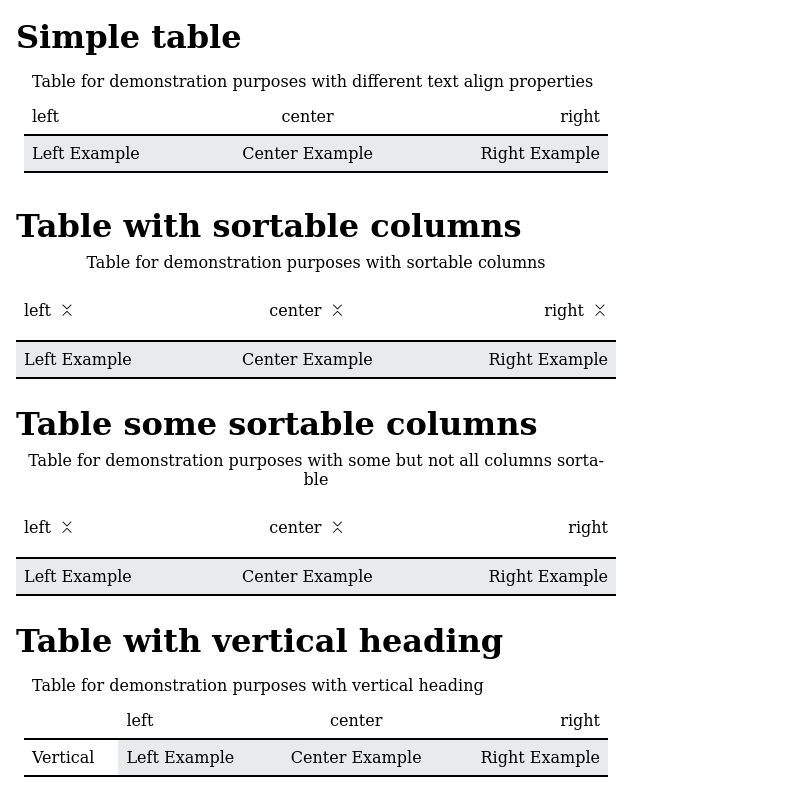 Simple table
Table for demonstration purposes with different text align properties
left center right
Left Example Center Example Right Example
Table with sortable columns
Table for demonstration purposes with sortable columns
left center right
Left Example Center Example Right Example
Table some sortable columns
Table for demonstration purposes with some but not all columns sorta-
ble
left center right
Left Example Center Example Right Example
Table with vertical heading
Table for demonstration purposes with vertical heading
left center right
Vertical Left Example Center Example Right Example